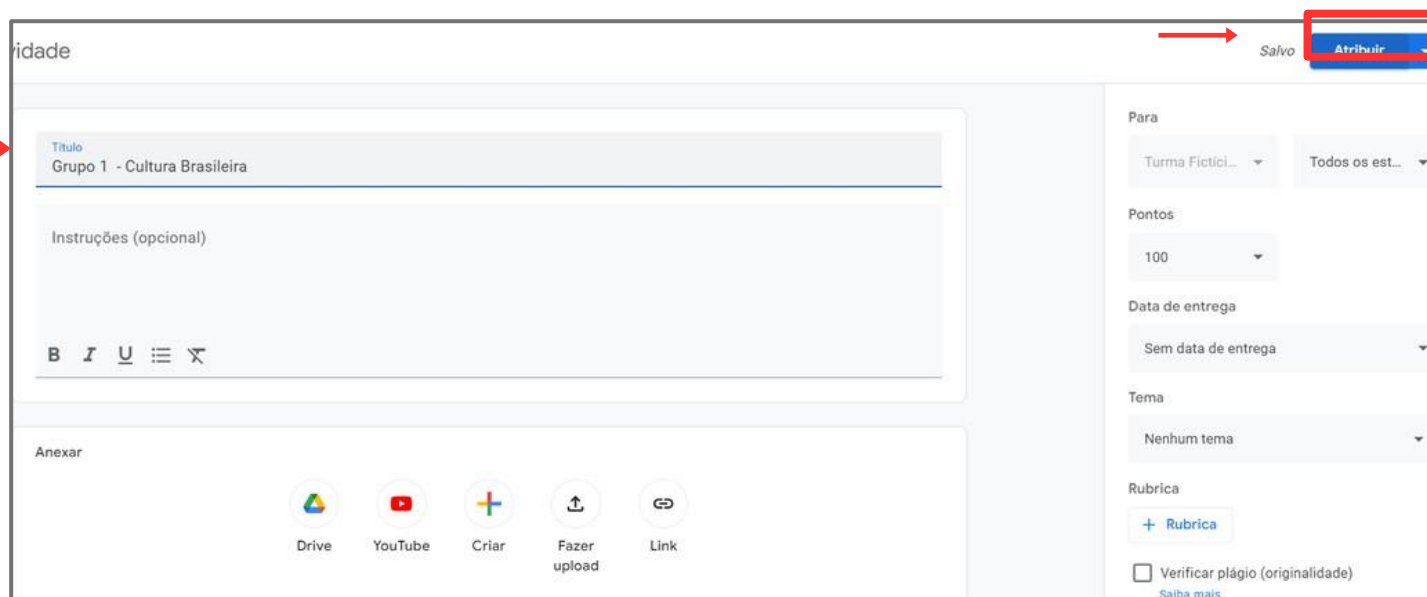 idade
Salvo
Atribuir
Título
Grupo 1 - Cultura Brasileira
Instruções (opcional)
B I U
Anexar
Drive
YouTube
Criar
Fazer
upload
Link
Para
Turma Fictíci...
Todos os est...
Pontos
100
Data de entrega
Sem data de entrega
Tema
Nenhum tema
Rubrica
+ Rubrica
Verificar plágio (originalidade)
Saiba mais